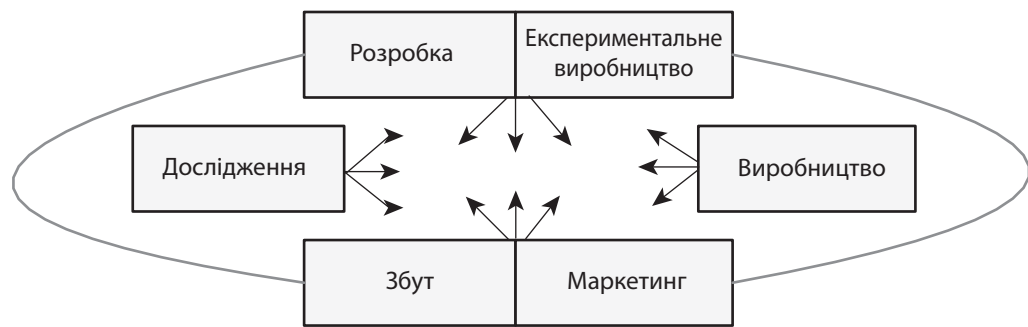 Розробка
Експериментальне
виробництво
Дослідження
Виробництво
Збут
Маркетинг